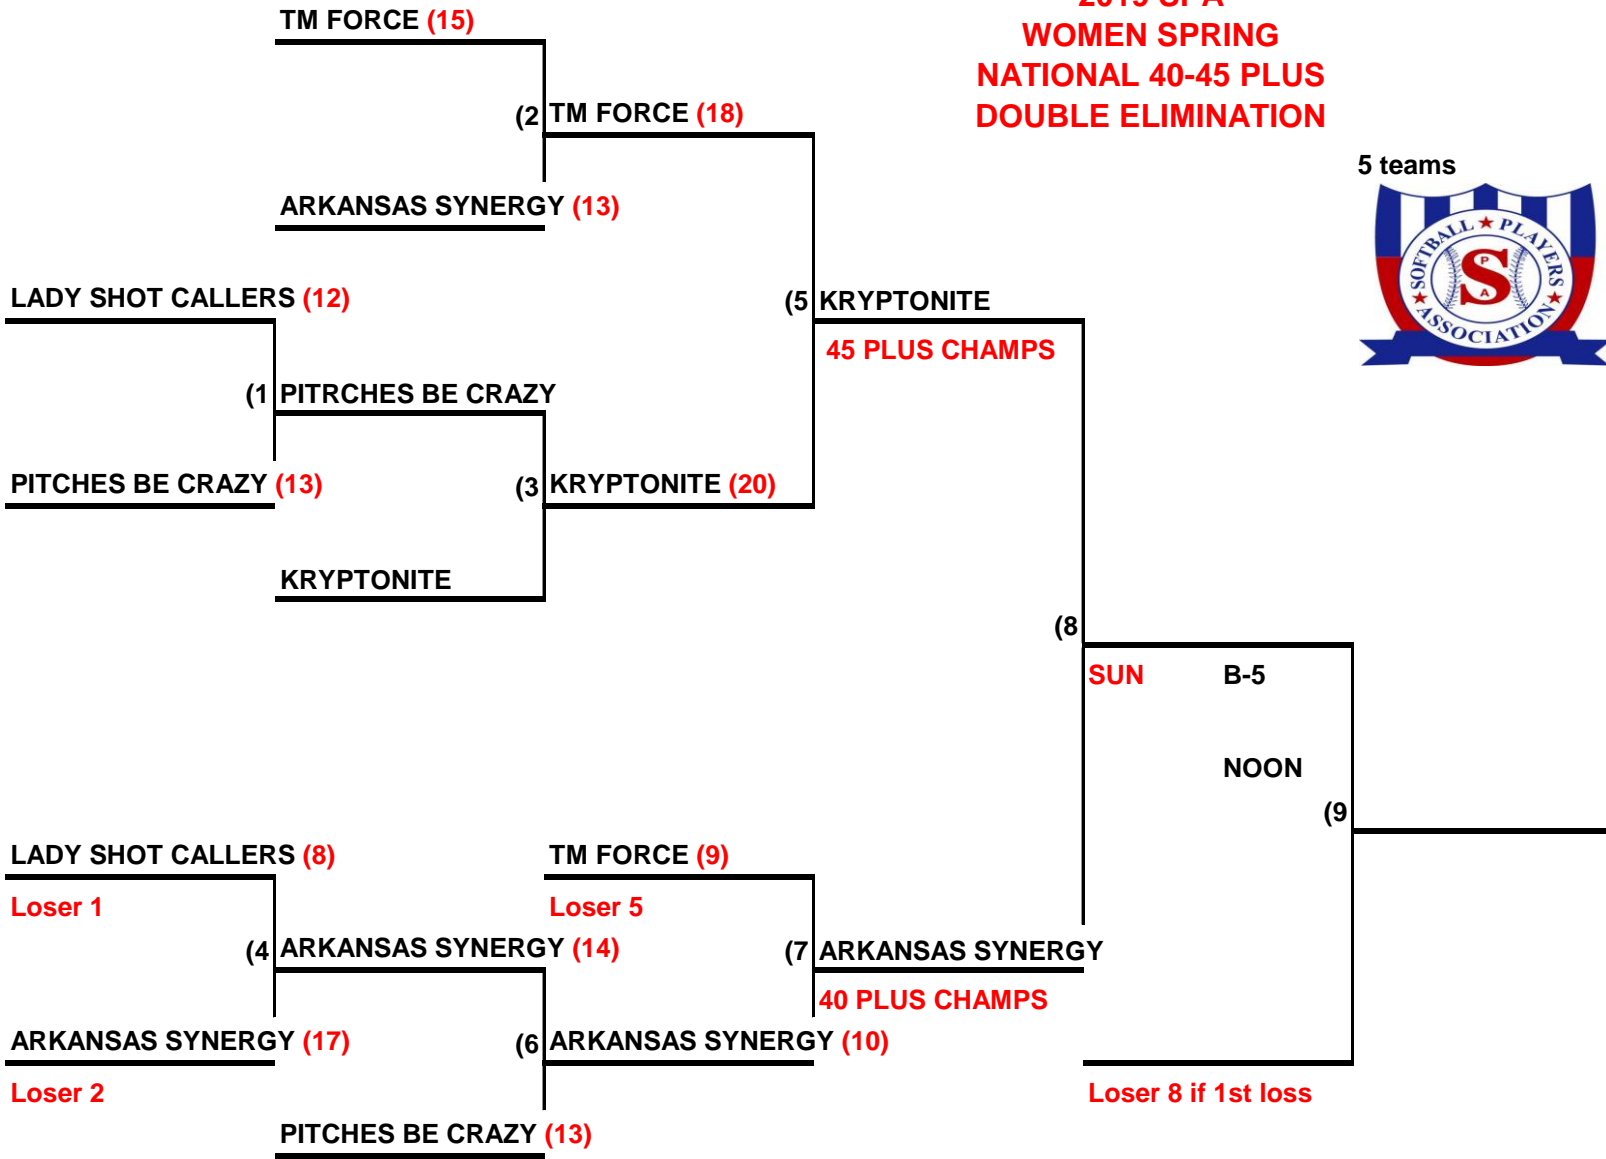 TM FORCE (15)
WOMEN SPRING
NATIONAL 40-45 PLUS
DOUBLE ELIMINATION
(2 TM FORCE (18)
5 teams
ARKANSAS SYNERGY (13)
SOFTBALL ★ PLAYERS ★ ASSOCIATION ★
P
S
A
LADY SHOT CALLERS (12)
(5 KRYPTONITE
45 PLUS CHAMPS
(1 PITRCHES BE CRAZY
PITCHES BE CRAZY (13)
(3 KRYPTONITE (20)
KRYPTONITE
(8
SUN B-5
NOON
(9
LADY SHOT CALLERS (8)
TM FORCE (9)
Loser 1
Loser 5
(4 ARKANSAS SYNERGY (14)
(7 ARKANSAS SYNERGY
40 PLUS CHAMPS
ARKANSAS SYNERGY (17)
(6 ARKANSAS SYNERGY (10)
Loser 2
Loser 8 if 1st loss
PITCHES BE CRAZY (13)